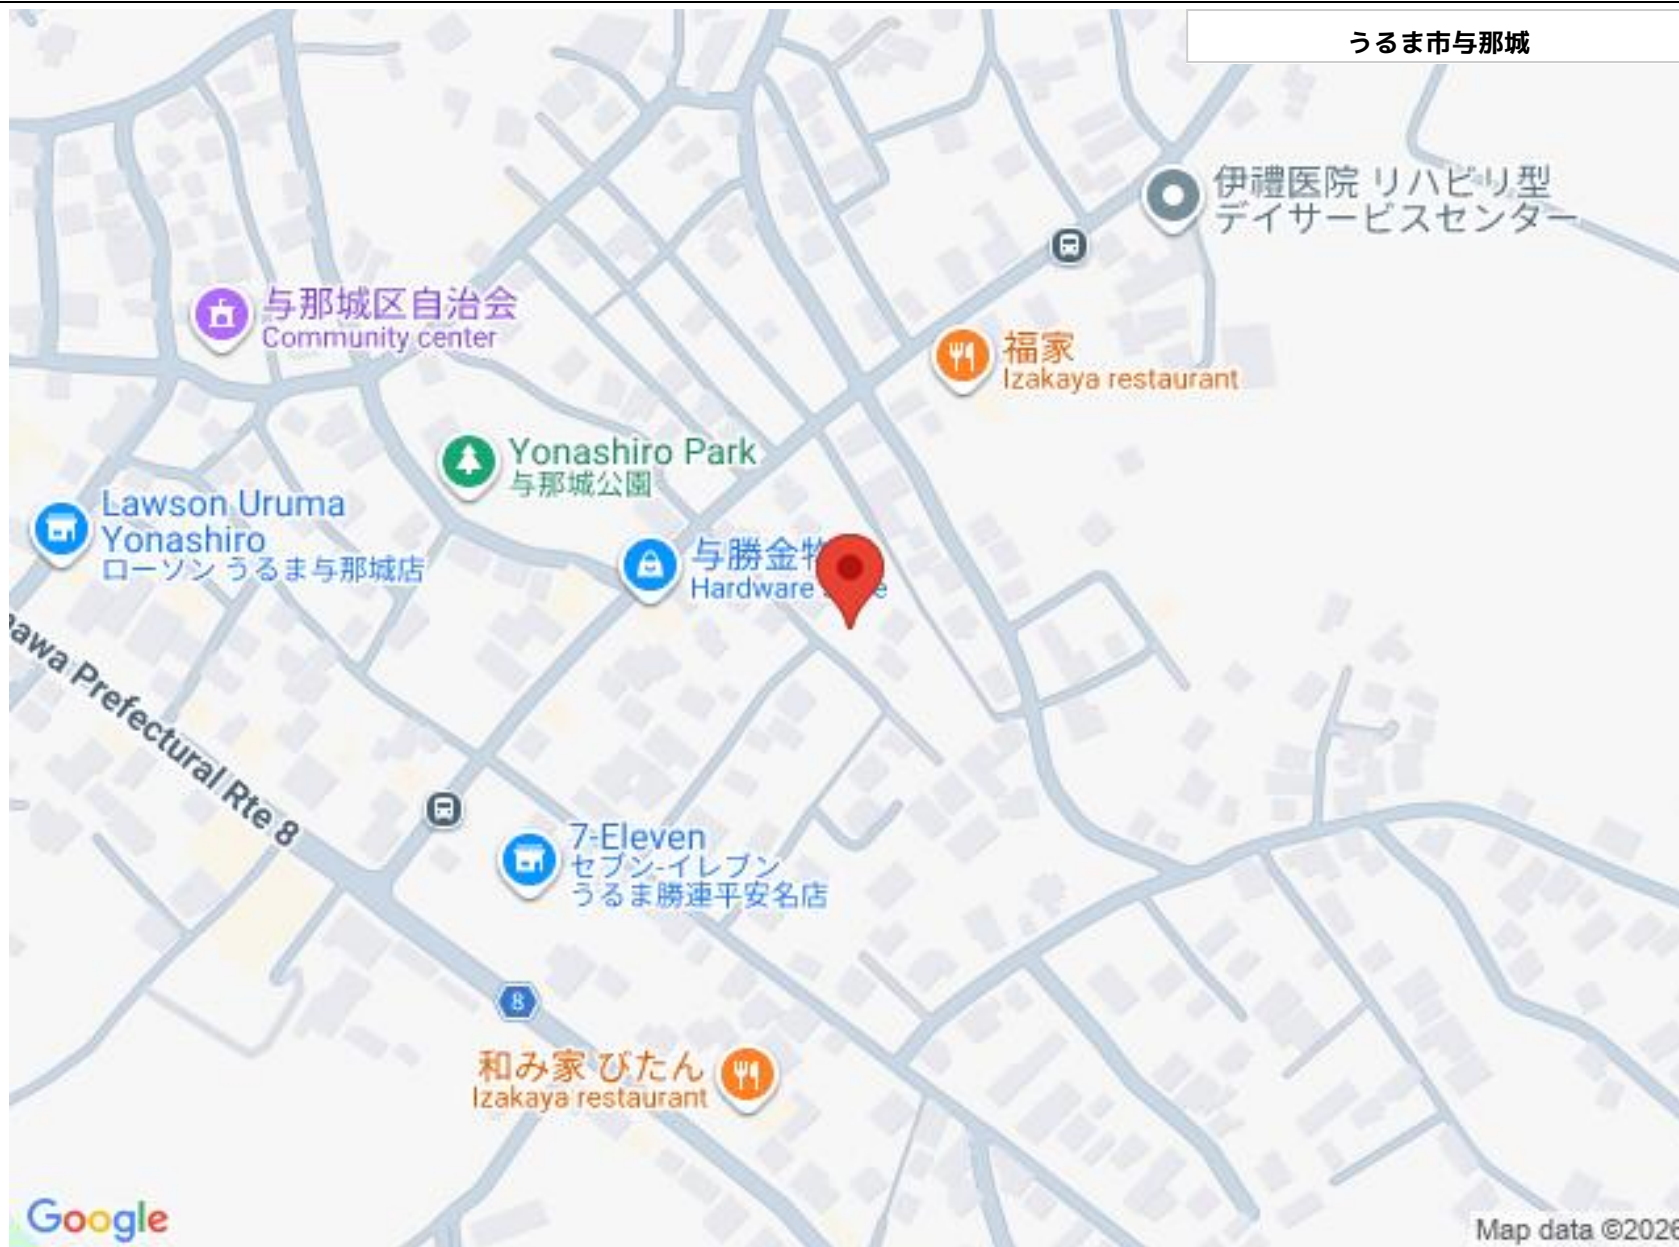 うるま市与那城
伊禮医院 リハビリ型
デイサービスセンター
与那城区自治会
Community center
福家
Izakaya restaurant
Yonashiro Park
与那城公園
Lawson Uruma
Yonashiro
ローソン うるま与那城店
与勝金物
Hardware
awa Prefectural Rte 8
7-Eleven
セブン-イレブン
うるま勝連平安名店
8
和み家 びたん
Izakaya restaurant
Google
Map data ©2026